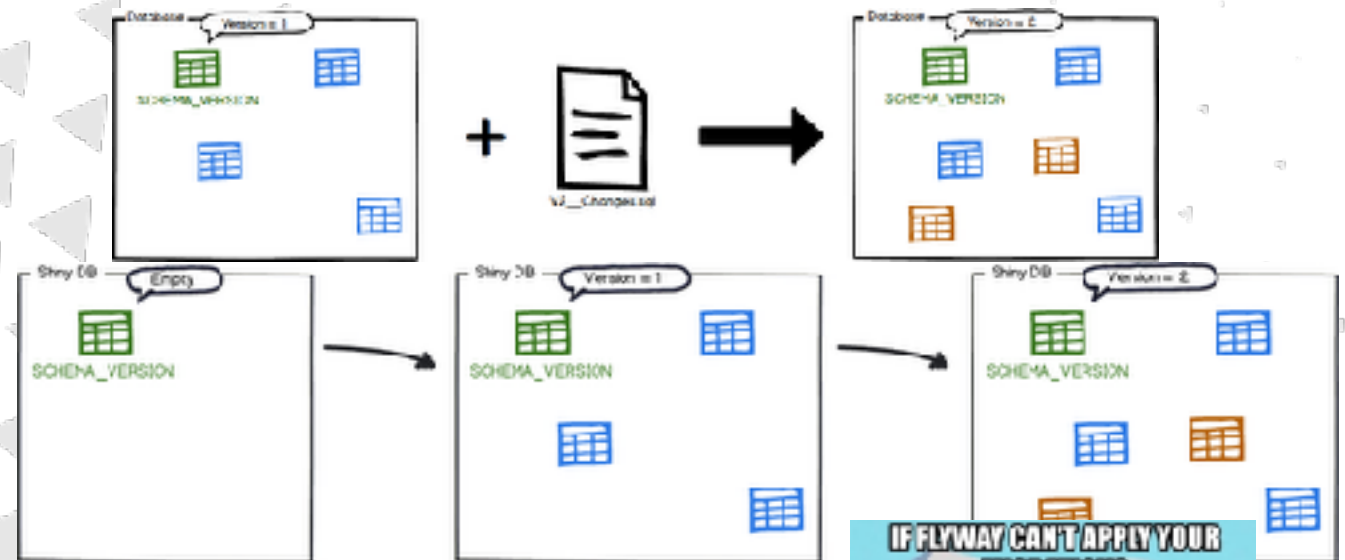 Database
Version = 1
SCHEMA_VERSION
V2__Changes.sql
Database
Version = 2
SCHEMA_VERSION
Shiny DB
Empty
SCHEMA_VERSION
Shiny DB
Version = 1
SCHEMA_VERSION
Shiny DB
Version = 2
SCHEMA_VERSION
IF FLYWAY CAN'T APPLY YOUR